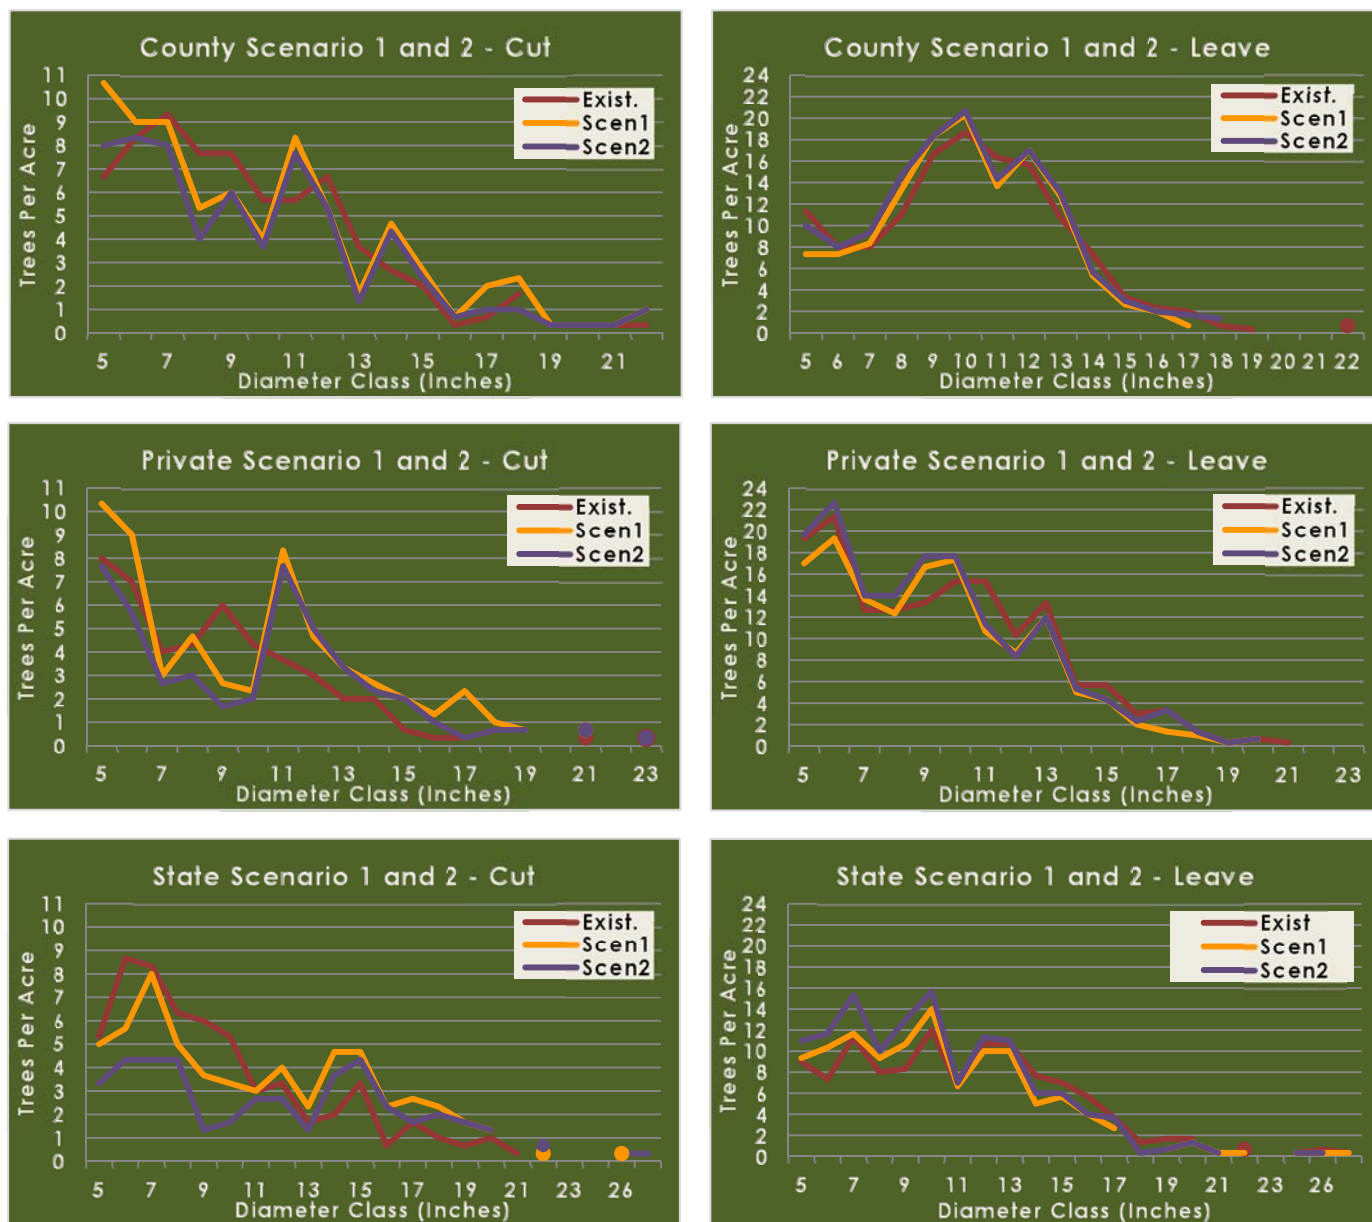 County Scenario 1 and 2 - Cut
11
10
9
8
7
6
5
4
3
2
1
0
Trees Per Acre
Exist.
Scen1
Scen2
5 7 9 11 13 15 17 19 21
Diameter Class (Inches)
County Scenario 1 and 2 - Leave
24
22
20
18
16
14
12
10
8
6
4
2
0
Trees Per Acre
Exist.
Scen1
Scen2
5 6 7 8 9 10 11 12 13 14 15 16 17 18 19 20 21 22
Diameter Class (Inches)
Private Scenario 1 and 2 - Cut
11
10
9
8
7
6
5
4
3
2
1
0
Trees Per Acre
Exist.
Scen1
Scen2
5 7 9 11 13 15 17 19 21 23
Diameter Class (Inches)
Private Scenario 1 and 2 - Leave
24
22
20
18
16
14
12
10
8
6
4
2
0
Trees Per Acre
Exist.
Scen1
Scen2
5 7 9 11 13 15 17 19 21 23
Diameter Class (Inches)
State Scenario 1 and 2 - Cut
11
10
9
8
7
6
5
4
3
2
1
0
Trees Per Acre
Exist.
Scen1
Scen2
5 7 9 11 13 15 17 19 21 23 26
Diameter Class (Inches)
State Scenario 1 and 2 - Leave
24
22
20
18
16
14
12
10
8
6
4
2
0
Trees Per Acre
Exist
Scen1
Scen2
5 7 9 11 13 15 17 19 21 23 26
Diameter Class (Inches)